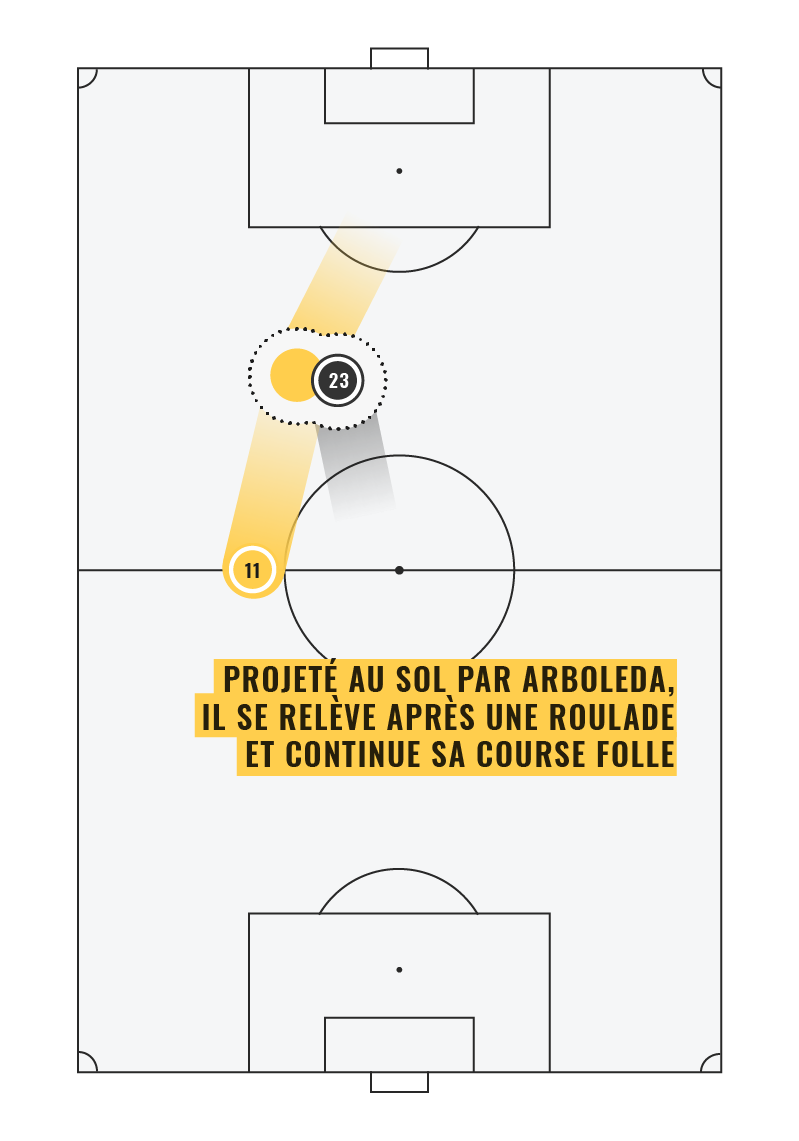 23
11
PROJETÉ AU SOL PAR ARBOLEDA,
IL SE RELÈVE APRÈS UNE ROULADE
ET CONTINUE SA COURSE FOLLE